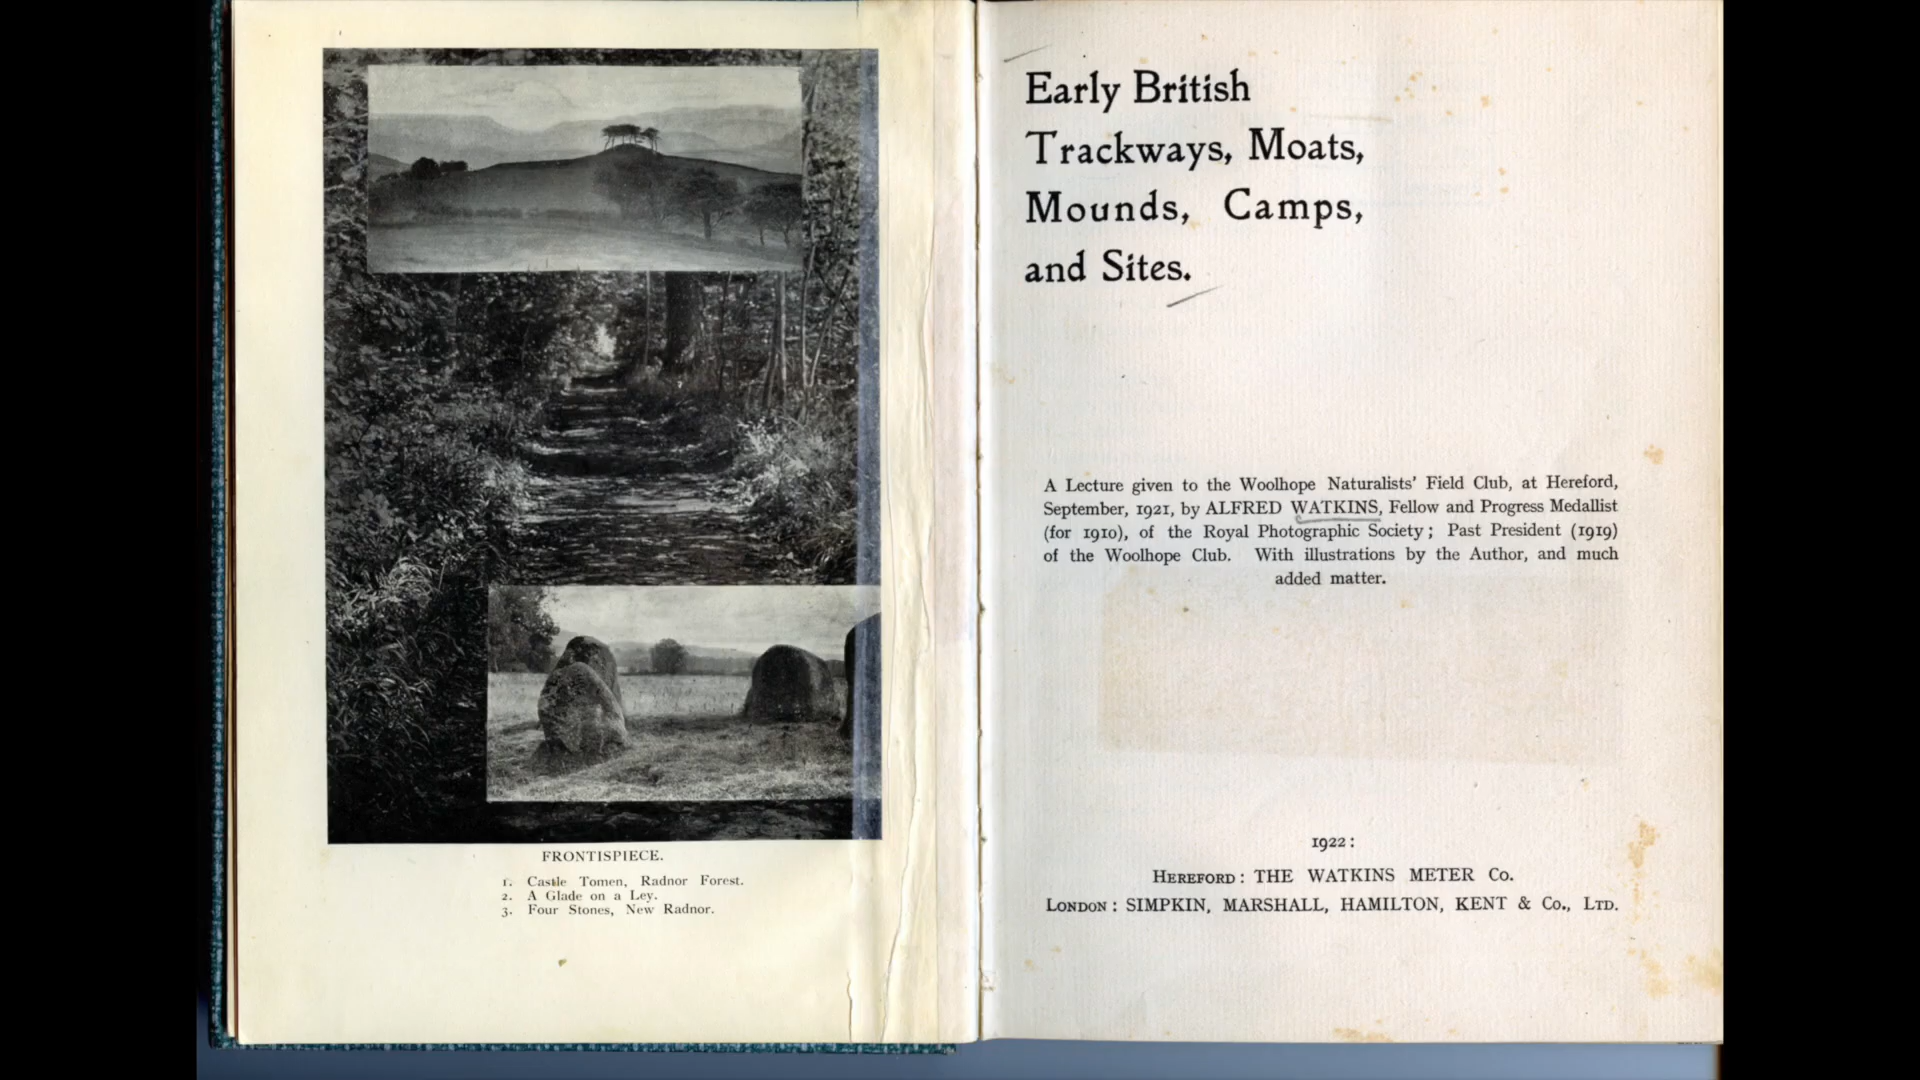 FRONTISPIECE.
1. Castle Tomen, Radnor Forest.
2. A Glade on a Ley.
3. Four Stones, New Radnor.
Early British
Trackways, Moats,
Mounds, Camps,
and Sites.
A Lecture given to the Woolhope Naturalists' Field Club, at Hereford,
September, 1921, by ALFRED WATKINS, Fellow and Progress Medallist
(for 1910), of the Royal Photographic Society; Past President (1919)
of the Woolhope Club. With illustrations by the Author, and much
added matter.
1922:
HEREFORD: THE WATKINS METER Co.
LONDON: SIMPKIN, MARSHALL, HAMILTON, KENT & Co., LTD.